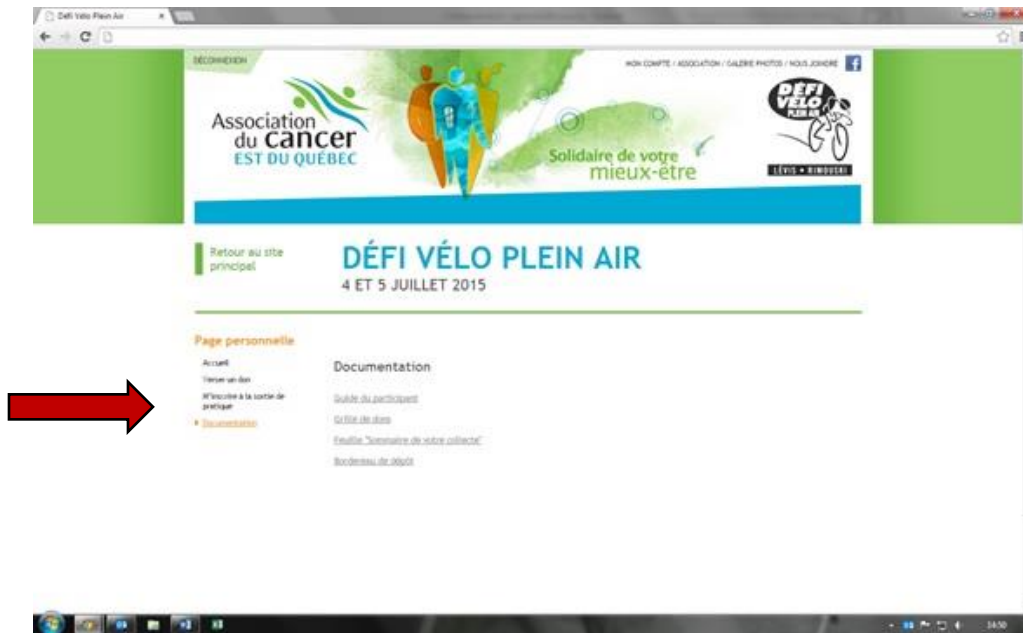 Défi Vélo Plein Air
DÉCONNEXION
MON COMPTE / ASSOCIATION / GALERIE PHOTOS / NOUS JOINDRE
Association
du cancer
EST DU QUÉBEC
Solidaire de votre
mieux-être
DÉFI
VÉLO
PLEIN AIR
LÉVIS • RIMOUSKI
Retour au site
principal
DÉFI VÉLO PLEIN AIR
4 ET 5 JUILLET 2015
Page personnelle
Accueil
Verser un don
M'inscrire à la sortie de
pratique
Documentation
Documentation
Guide du participant
Grille de dons
Feuille "Sommaire de votre collecte"
Bordereau de dépôt
14:50